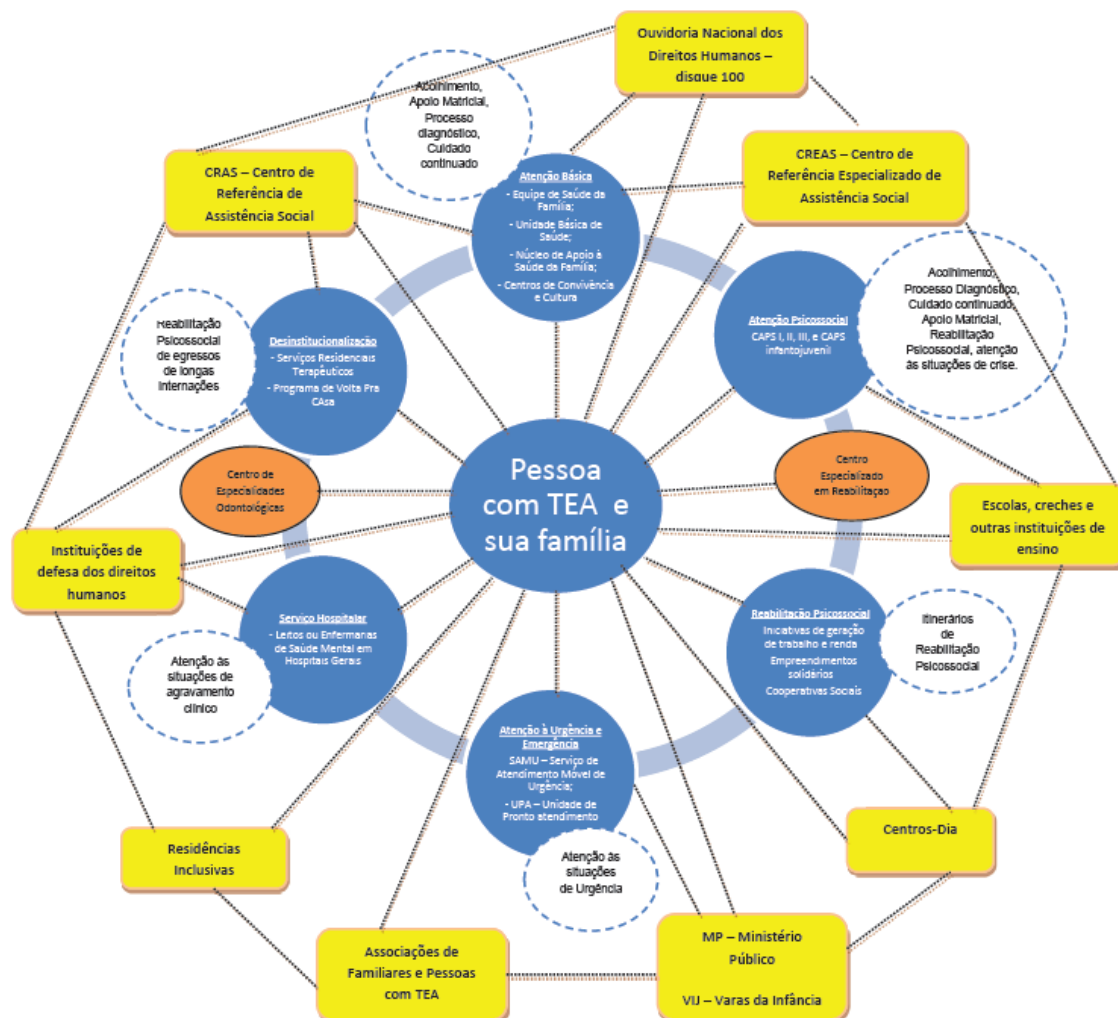 Ouvidoria Nacional dos
Direitos Humanos –
disque 100
Acolhimento,
Apoio Matricial,
Processo
diagnóstico,
Cuidado
continuado
CRAS – Centro de
Referência de
Assistência Social
CREAS – Centro de
Referência Especializado de
Assistência Social
Atenção Básica
- Equipe de Saúde da
Família;
- Unidade Básica de
Saúde;
- Núcleo de Apoio à
Saúde da Família;
- Centros de Convivência
e Cultura
Acolhimento,
Processo Diagnóstico,
Cuidado continuado,
Apoio Matricial,
Reabilitação
Psicossocial, atenção
às situações de crise.
Atenção Psicossocial
CAPS I, II, III, e CAPS
infantojuvenil
Reabilitação
Psicossocial
de egressos
de longas
internações
Desinstitucionalização
- Serviços Residenciais
Terapêuticos
- Programa de Volta Pra
CAsa
Centro de
Especialidades
Odontológicas
Pessoa
com TEA e
sua família
Centro
Especializado
em Reabilitação
Escolas, creches e
outras instituições de
ensino
Instituições de
defesa dos direitos
humanos
Serviço Hospitalar
- Leitos ou Enfermarias
de Saúde Mental em
Hospitais Gerais
Atenção às
situações de
agravamento
clínico
Reabilitação Psicossocial
Iniciativas de geração
de trabalho e renda
Empreendimentos
solidários
Cooperativas Sociais
Itinerários
de
Reabilitação
Psicossocial
Atenção à Urgência e
Emergência
SAMU – Serviço de
Atendimento Móvel de
Urgência;
- UPA – Unidade de
Pronto atendimento
Atenção às
situações
de Urgência
Centros-Dia
Residências
Inclusivas
Associações de
Familiares e Pessoas
com TEA
MP – Ministério
Público
VIJ – Varas da Infância